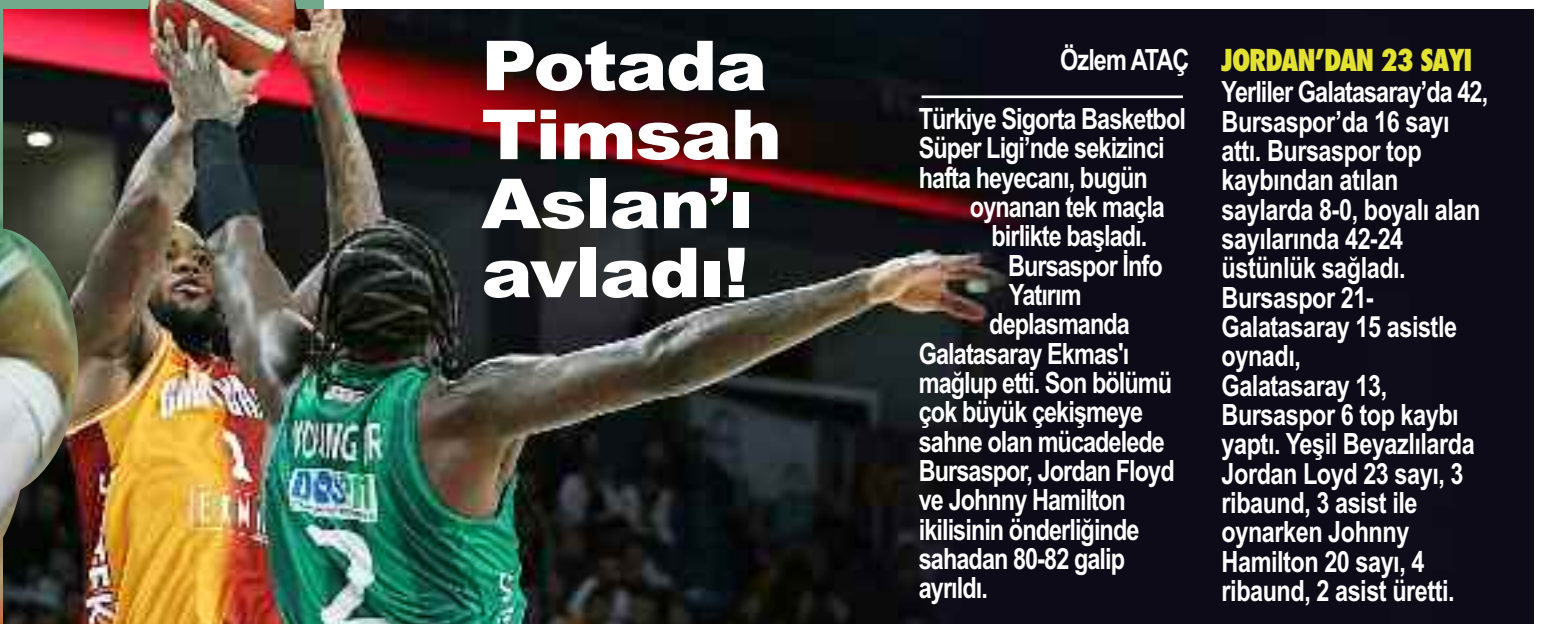 Potada
Timsah
Aslan’ı
avladı!
Özlem ATAÇ
Türkiye Sigorta Basketbol
Süper Ligi’nde sekizinci
hafta heyecanı, bugün
oynanan tek maçla
birlikte başladı.
Bursaspor İnfo
Yatırım
deplasmanda
Galatasaray Ekmas'ı
mağlup etti. Son bölümü
çok büyük çekişmeye
sahne olan mücadelede
Bursaspor, Jordan Floyd
ve Johnny Hamilton
ikilisinin önderliğinde
sahadan 80-82 galip
ayrıldı.
JORDAN’DAN 23 SAYI
Yerliler Galatasaray’da 42,
Bursaspor’da 16 sayı
attı. Bursaspor top
kaybından atılan
saylarda 8-0, boyalı alan
sayılarında 42-24
üstünlük sağladı.
Bursaspor 21-
Galatasaray 15 asistle
oynadı,
Galatasaray 13,
Bursaspor 6 top kaybı
yaptı. Yeşil Beyazlılarda
Jordan Loyd 23 sayı, 3
ribaund, 3 asist ile
oynarken Johnny
Hamilton 20 sayı, 4
ribaund, 2 asist üretti.
YOUNG JR
2
1